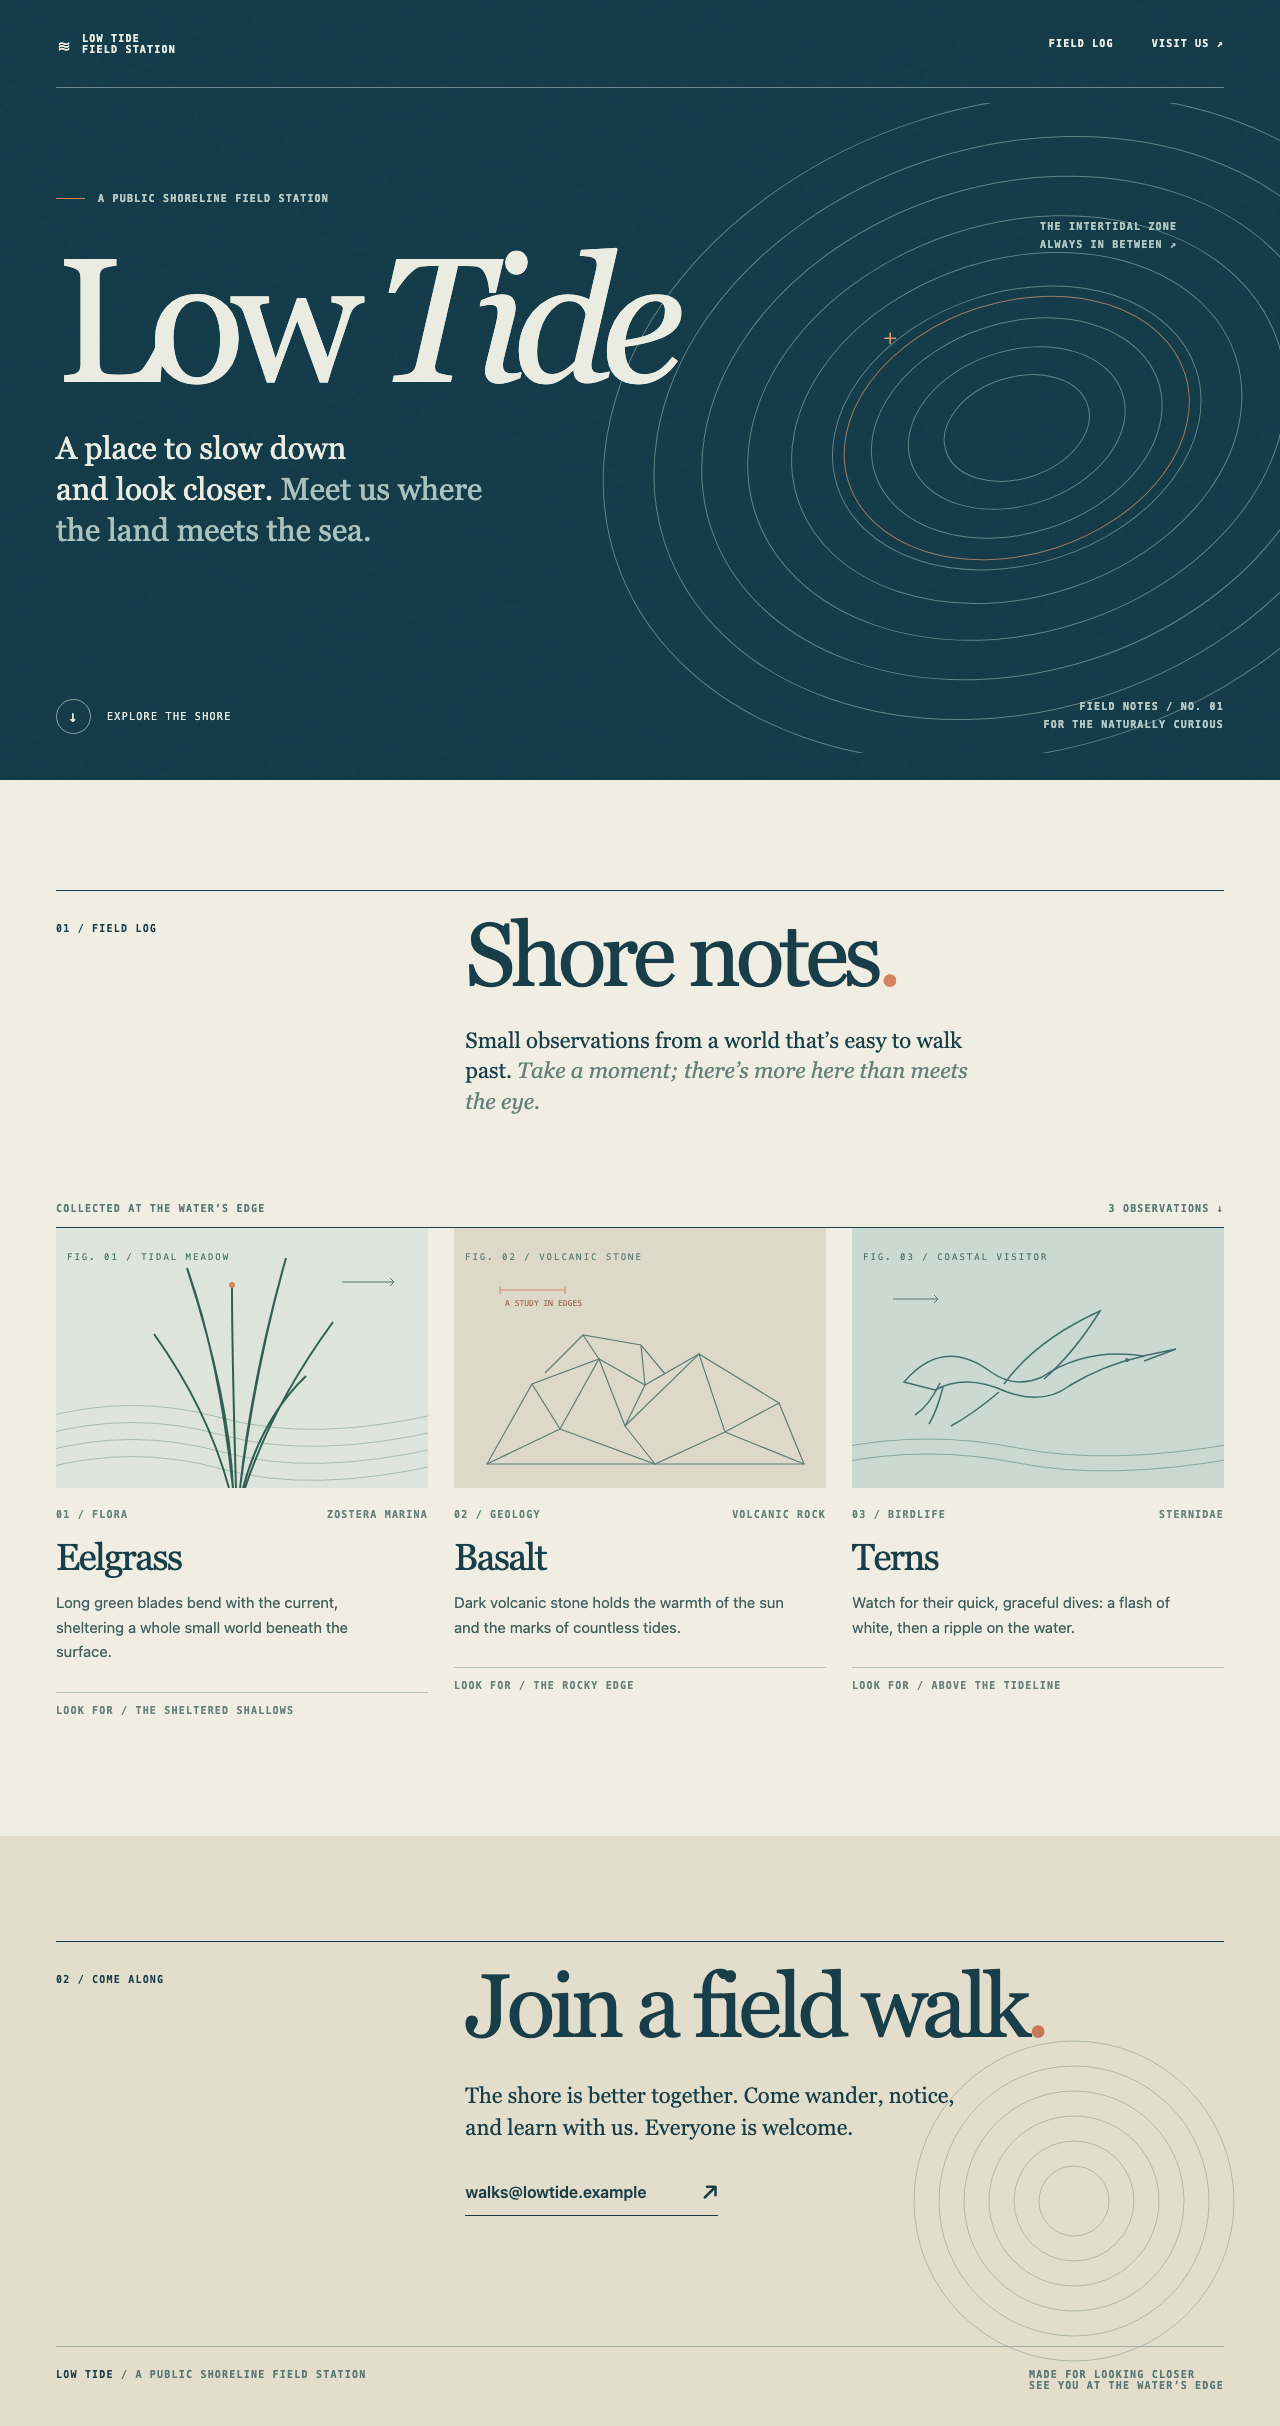 ≋ LOW TIDE
FIELD STATION
FIELD LOG
VISIT US ↗
A PUBLIC SHORELINE FIELD STATION
THE INTERTIDAL ZONE
ALWAYS IN BETWEEN ↗
Low Tide
A place to slow down
and look closer. Meet us where
the land meets the sea.
↓ EXPLORE THE SHORE
FIELD NOTES / NO. 01
FOR THE NATURALLY CURIOUS
01 / FIELD LOG
Shore notes.
Small observations from a world that’s easy to walk
past. Take a moment; there’s more here than meets
the eye.
COLLECTED AT THE WATER’S EDGE
3 OBSERVATIONS ↓
FIG. 01 / TIDAL MEADOW
01 / FLORA
ZOSTERA MARINA
Eelgrass
Long green blades bend with the current,
sheltering a whole small world beneath the
surface.
LOOK FOR / THE SHELTERED SHALLOWS
FIG. 02 / VOLCANIC STONE
A STUDY IN EDGES
02 / GEOLOGY
VOLCANIC ROCK
Basalt
Dark volcanic stone holds the warmth of the sun
and the marks of countless tides.
LOOK FOR / THE ROCKY EDGE
FIG. 03 / COASTAL VISITOR
03 / BIRDLIFE
STERNIDAE
Terns
Watch for their quick, graceful dives: a flash of
white, then a ripple on the water.
LOOK FOR / ABOVE THE TIDELINE
02 / COME ALONG
Join a field walk.
The shore is better together. Come wander, notice,
and learn with us. Everyone is welcome.
walks@lowtide.example ↗
LOW TIDE / A PUBLIC SHORELINE FIELD STATION
MADE FOR LOOKING CLOSER
SEE YOU AT THE WATER’S EDGE